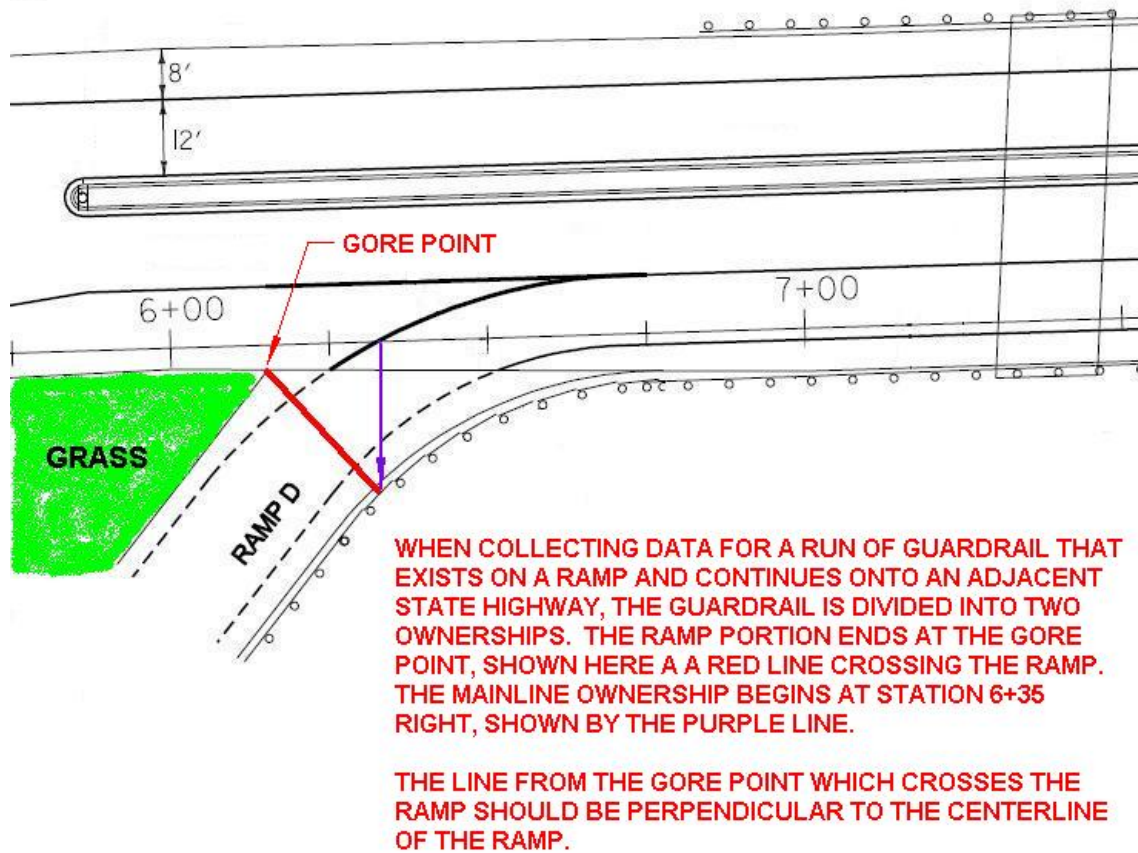 8'
12'
GORE POINT
6+00
7+00
GRASS
RAMP D
WHEN COLLECTING DATA FOR A RUN OF GUARDRAIL THAT
EXISTS ON A RAMP AND CONTINUES ONTO AN ADJACENT
STATE HIGHWAY, THE GUARDRAIL IS DIVIDED INTO TWO
OWNERSHIPS.  THE RAMP PORTION ENDS AT THE GORE
POINT, SHOWN HERE A A RED LINE CROSSING THE RAMP.
THE MAINLINE OWNERSHIP BEGINS AT STATION 6+35
RIGHT, SHOWN BY THE PURPLE LINE.
THE LINE FROM THE GORE POINT WHICH CROSSES THE
RAMP SHOULD BE PERPENDICULAR TO THE CENTERLINE
OF THE RAMP.